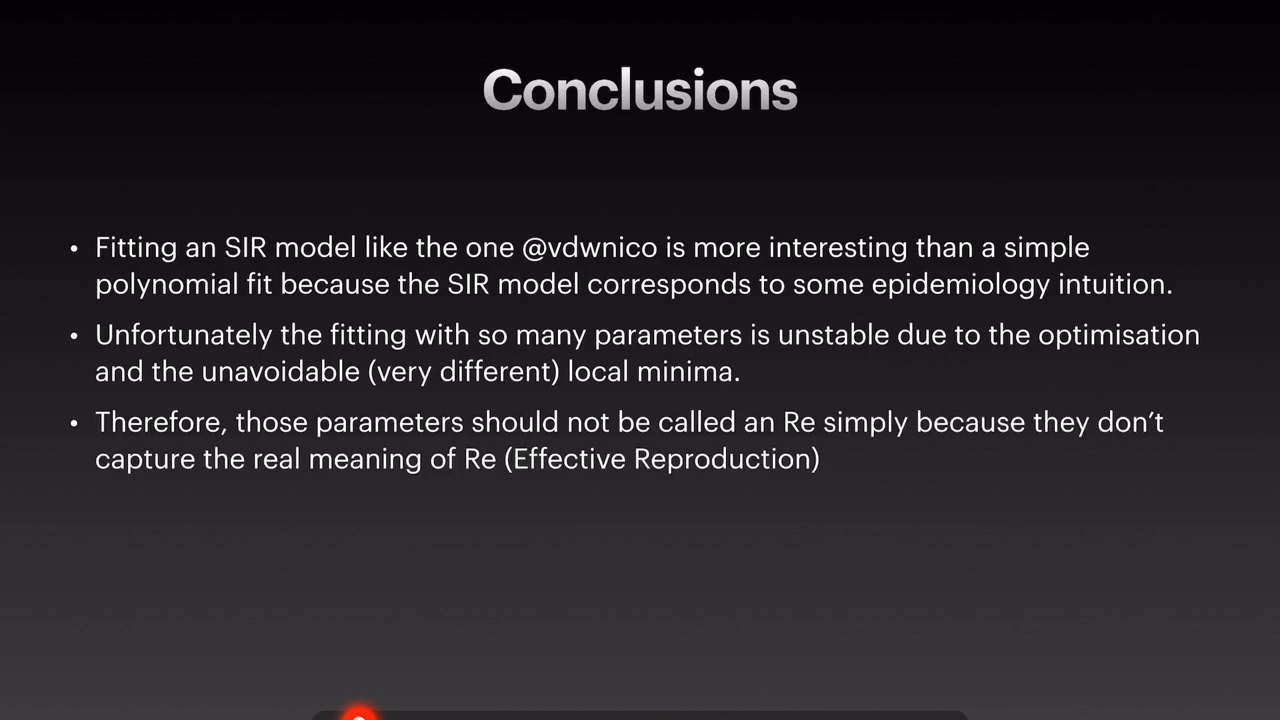 Conclusions
• Fitting an SIR model like the one @vdwnico is more interesting than a simple
polynomial fit because the SIR model corresponds to some epidemiology intuition.
• Unfortunately the fitting with so many parameters is unstable due to the optimisation
and the unavoidable (very different) local minima.
• Therefore, those parameters should not be called an Re simply because they don’t
capture the real meaning of Re (Effective Reproduction)